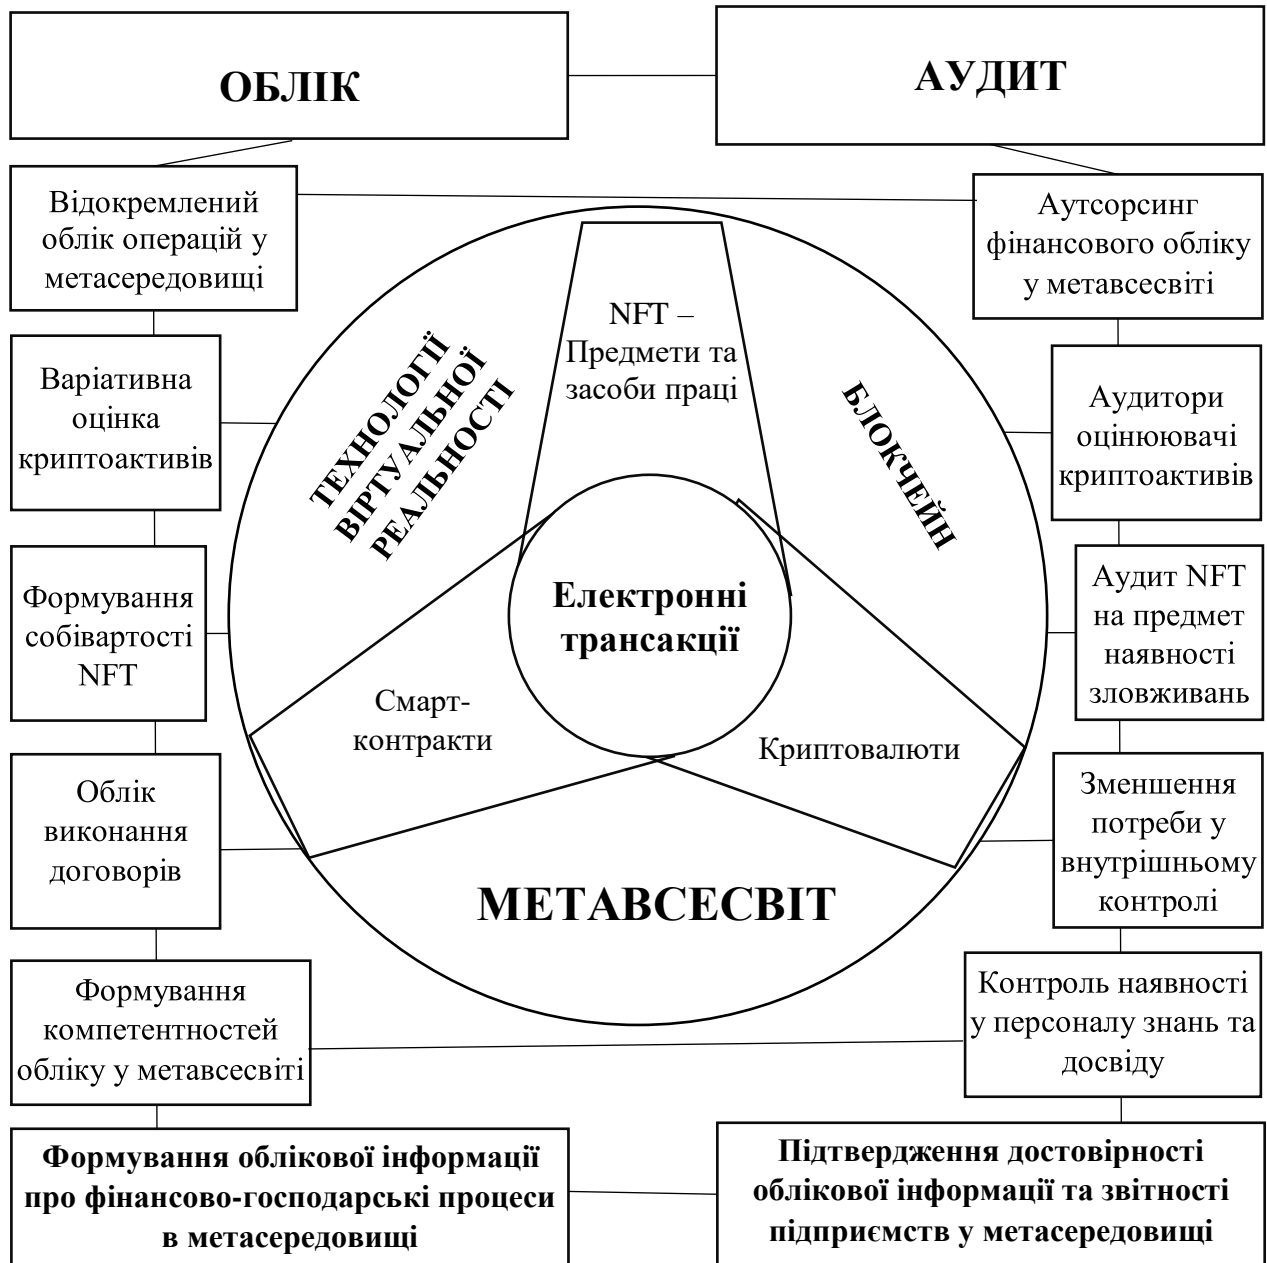 ОБЛІК
АУДИТ
Відокремлений
облік операцій у
метасередовищі
Аутсорсинг
фінансового обліку
у метавсесвіті
NFT –
Предмети та
засоби праці
ТЕХНОЛОГІЇ
ВІРТУАЛЬНОЇ
РЕАЛЬНОСТІ
БЛОКЧЕЙН
Варіативна
оцінка
криптоактивів
Аудитори
оцінюювачі
криптоактивів
Формування
собівартості
NFT
Електронні
трансакції
Аудит NFT
на предмет
наявності
зловживань
Смарт-
контракти
Криптовалюти
Облік
виконання
договорів
Зменшення
потреби у
внутрішньому
контролі
МЕТАВСЕСВІТ
Формування
компетентностей
обліку у метавсесвіті
Контроль наявності
у персоналу знань та
досвіду
Формування облікової інформації
про фінансово-господарські процеси
в метасередовищі
Підтвердження достовірності
облікової інформації та звітності
підприємств у метасередовищі